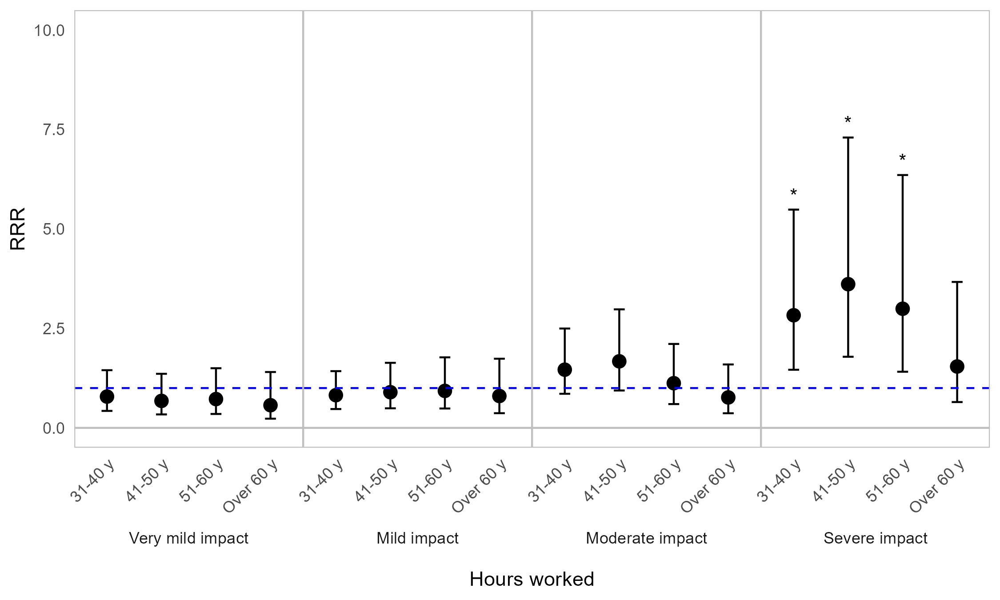 10.0
7.5
5.0
2.5
0.0
RRR
*
*
*
31-40 y
41-50 y
51-60 y
Over 60 y
31-40 y
41-50 y
51-60 y
Over 60 y
31-40 y
41-50 y
51-60 y
Over 60 y
31-40 y
41-50 y
51-60 y
Over 60 y
Very mild impact
Mild impact
Moderate impact
Severe impact
Hours worked